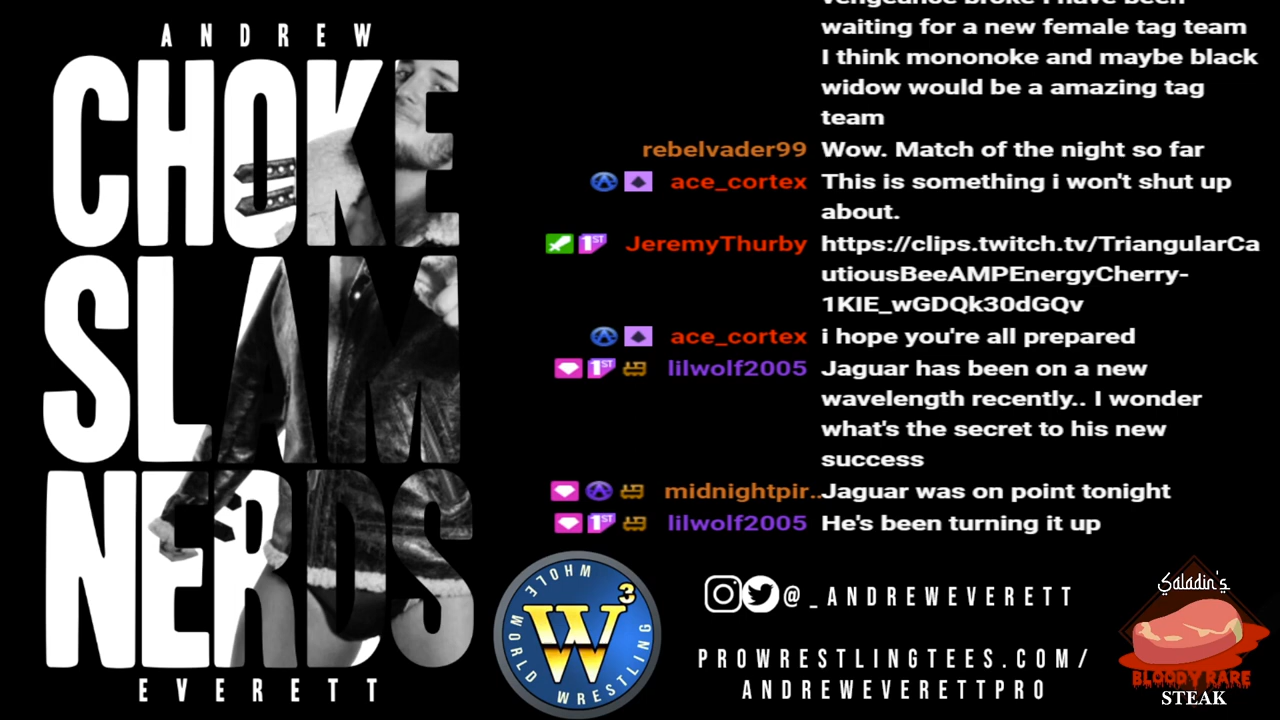 ANDREW
CHOKE
SLAM
NERDS
EVERETT
waiting for a new female tag team
I think mononoke and maybe black
widow would be a amazing tag
team
rebelvader99 Wow. Match of the night so far
ace_cortex This is something i won't shut up
about.
1ST JeremyThurby https://clips.twitch.tv/TriangularCa
utiousBeeAMPEnergyCherry-
1KIE_wGDQk30dGQv
ace_cortex i hope you're all prepared
1ST lilwolf2005 Jaguar has been on a new
wavelength recently.. I wonder
what's the secret to his new
success
midnightpir.. Jaguar was on point tonight
1ST lilwolf2005 He's been turning it up
WHOLE
W3
WORLD WRESTLING
@_ANDREWEVERETT
PROWRESTLINGTEES.COM/
ANDREWEVERETTPRO
Saladin's
BLOODY RARE
STEAK